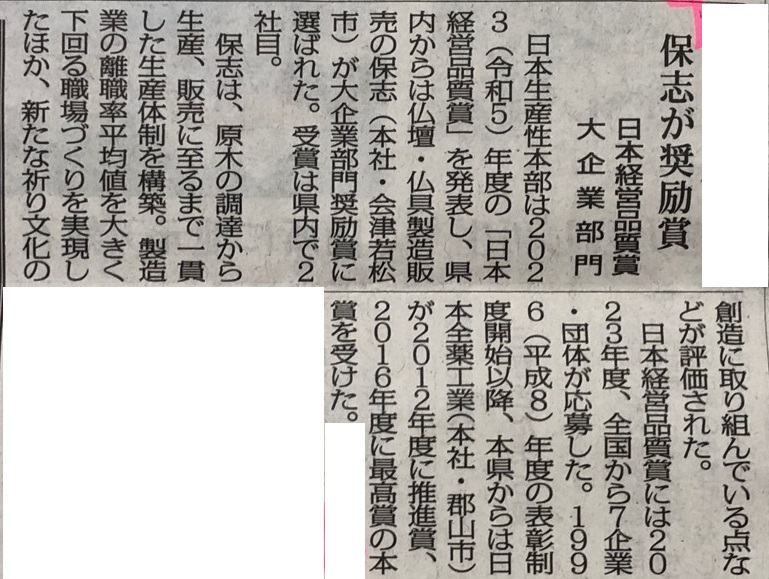 保志が奨励賞
日本経営品質賞
大企業部門
日本生産性本部は202
3（令和5）年度の「日本
経営品質賞」を発表し、県
内からは仏壇・仏具製造販
売の保志（本社・会津若松
市）が大企業部門奨励賞に
選ばれた。受賞は県内で2
社目。
保志は、原木の調達から
生産、販売に至るまで一貫
した生産体制を構築。製造
業の離職率平均値を大きく
下回る職場づくりを実現し
たほか、新たな祈り文化の
創造に取り組んでいる点な
どが評価された。
日本経営品質賞には20
23年度、全国から7企業
・団体が応募した。199
6（平成8）年度の表彰制
度開始以降、本県からは日
本全薬工業（本社・郡山市）
が2012年度に推進賞、
2016年度に最高賞の本
賞を受けた。